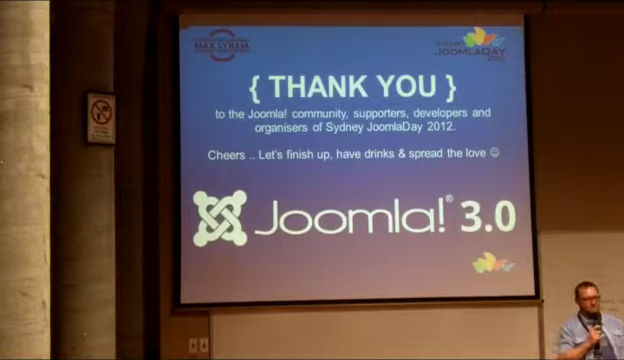 MAX LYNAM
SYDNEY
JOOMLADAY
2012
{ THANK YOU }
to the Joomla! community, supporters, developers and
organisers of Sydney JoomlaDay 2012.
Cheers .. Let's finish up, have drinks & spread the love ☺
Joomla!® 3.0